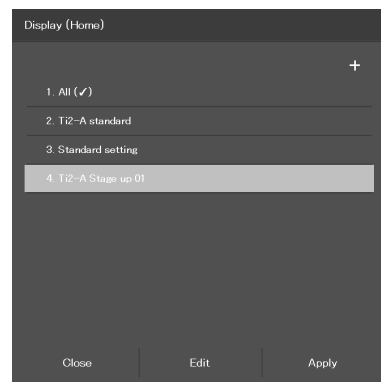 Display (Home)
+
1. All (✓)
2. Ti2-A standard
3. Standard setting
4. Ti2-A Stage up 01
Close Edit Apply